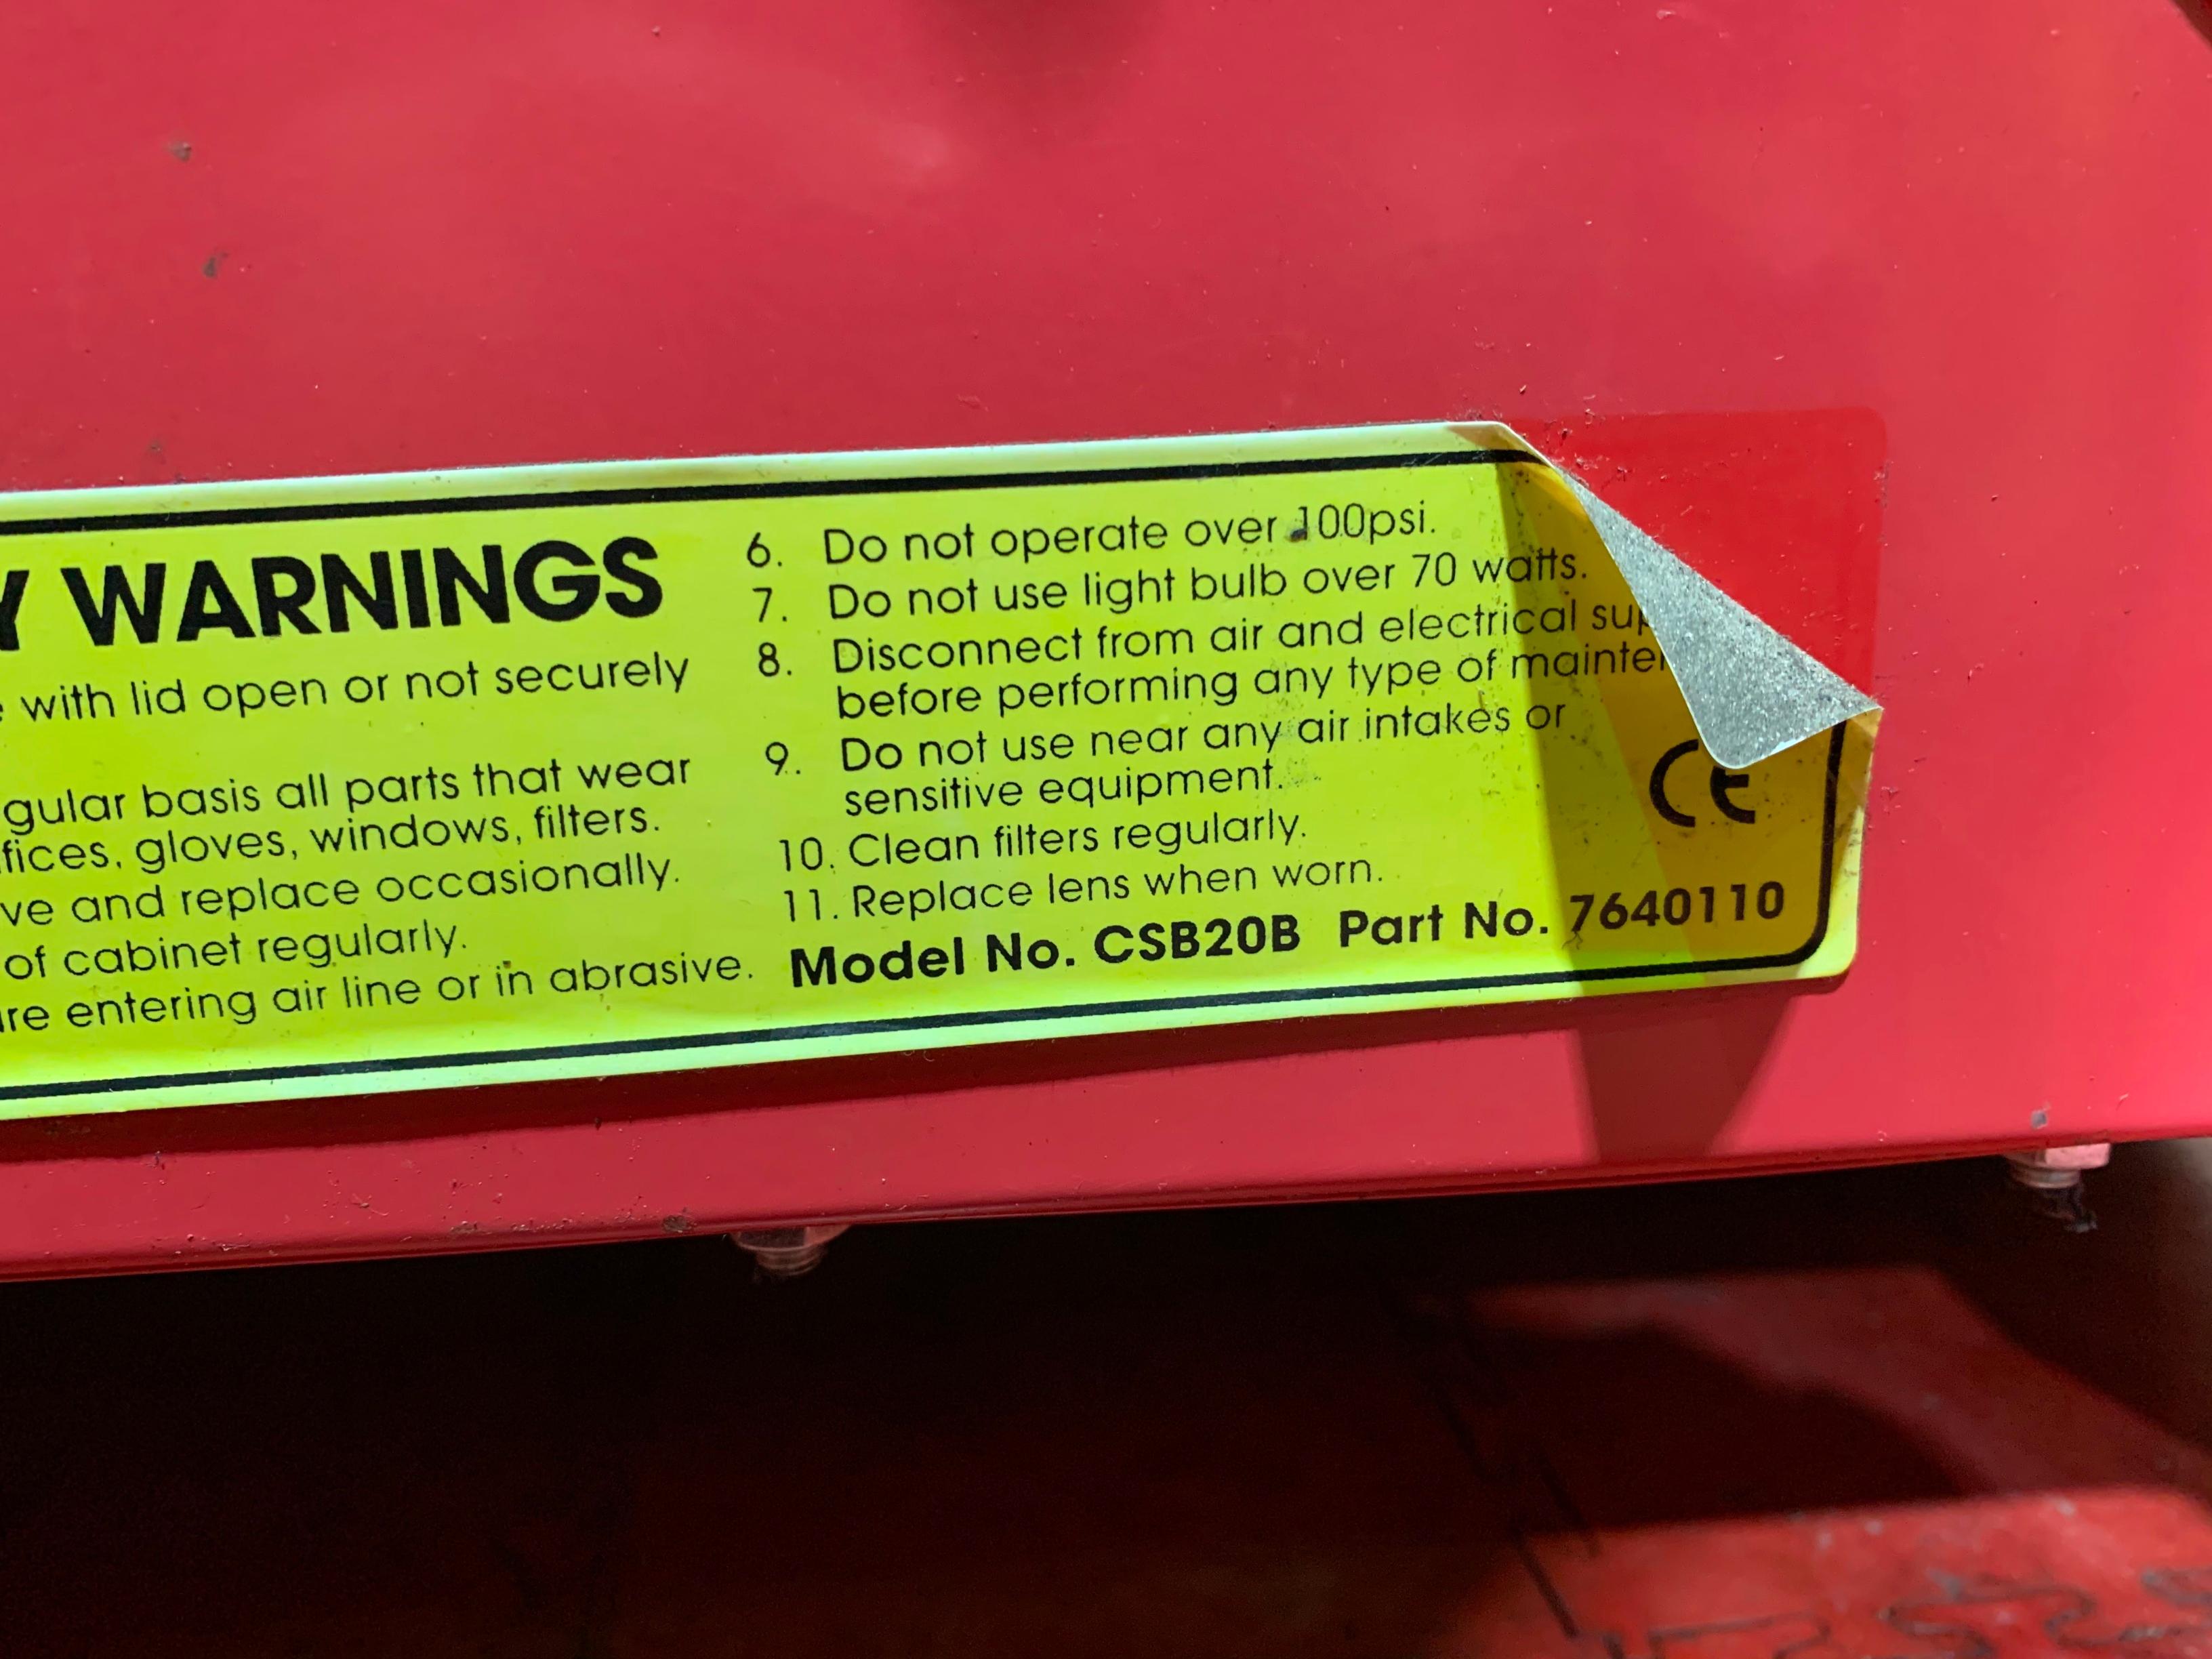 WARNINGS
with lid open or not securely
basis all parts that wear
gloves, windows, filters.
and replace occasionally.
of cabinet regularly.
entering air line or in abrasive.
6. Do not operate over 100psi.
7. Do not use light bulb over 70 watts.
8. Disconnect from air and electrical
before performing any type of
9. Do not use near any air intakes or
sensitive equipment.
10. Clean filters regularly.
11. Replace lens when worn.
CE
Model No. CSB20B Part No. 7640110